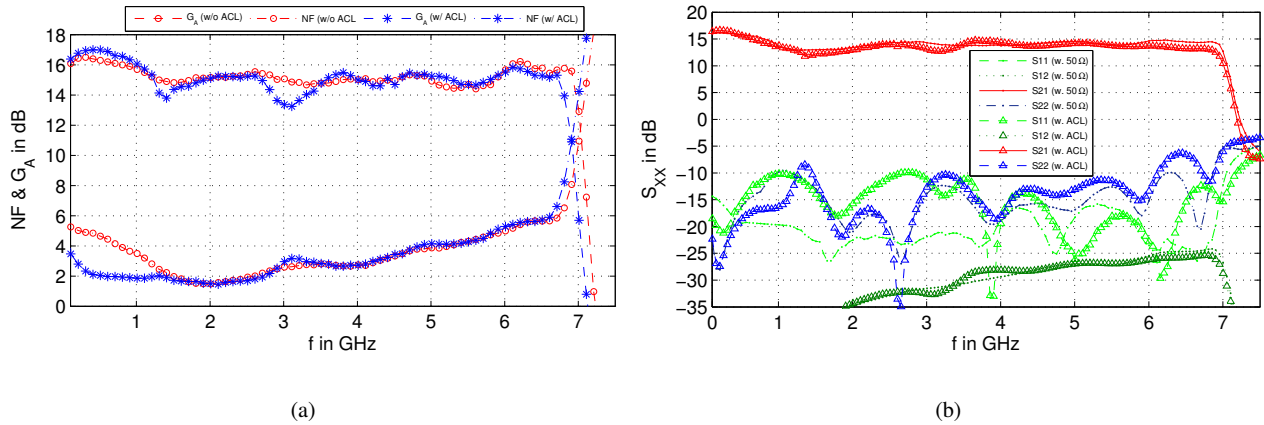 G_A (w/o ACL) NF (w/o ACL G_A (w/ ACL) NF (w/ ACL)
18
16
14
12
10
8
6
4
2
0
NF & G_A in dB
1 2 3 4 5 6 7
f in GHz
(a)
20
15
10
5
0
−5
−10
−15
−20
−25
−30
−35
S_XX in dB
S11 (w. 50 Ω)
S12 (w. 50 Ω)
S21 (w. 50 Ω)
S22 (w. 50 Ω)
S11 (w. ACL)
S12 (w. ACL)
S21 (w. ACL)
S22 (w. ACL)
0 1 2 3 4 5 6 7
f in GHz
(b)